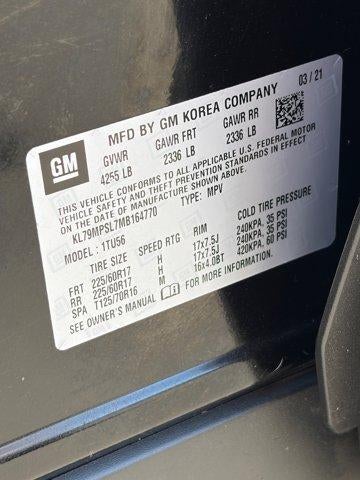 GM
MFD BY GM KOREA COMPANY 03 / 21
GVWR GAWR FRT GAWR RR
4255 LB 2336 LB 2336 LB
THIS VEHICLE CONFORMS TO ALL APPLICABLE U.S. FEDERAL MOTOR
VEHICLE SAFETY AND THEFT PREVENTION STANDARDS IN EFFECT
ON THE DATE OF MANUFACTURE SHOWN ABOVE.
KL79MPSL7MB164770 TYPE: MPV
MODEL: 1TU56
TIRE SIZE SPEED RTG RIM COLD TIRE PRESSURE
FRT 225/60R17 H 17x7.5J 240KPA, 35 PSI
RR 225/60R17 H 17x7.5J 240KPA, 35 PSI
SPA T125/70R16 M 16x4.0BT 420KPA, 60 PSI
SEE OWNER'S MANUAL FOR MORE INFORMATION.